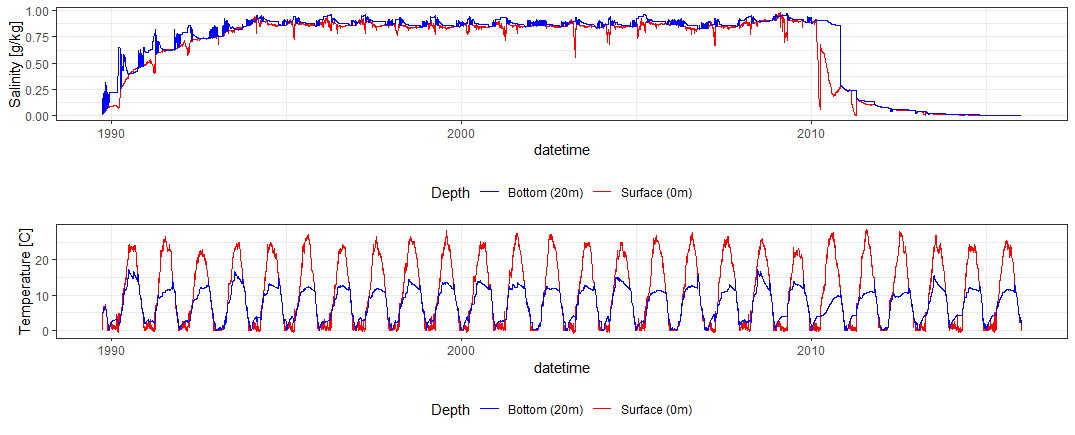 Salinity [g/kg]
1.00
0.75
0.50
0.25
0.00
1990 2000 2010
datetime
Depth Bottom (20m) Surface (0m)
Temperature [C]
20
10
0
1990 2000 2010
datetime
Depth Bottom (20m) Surface (0m)